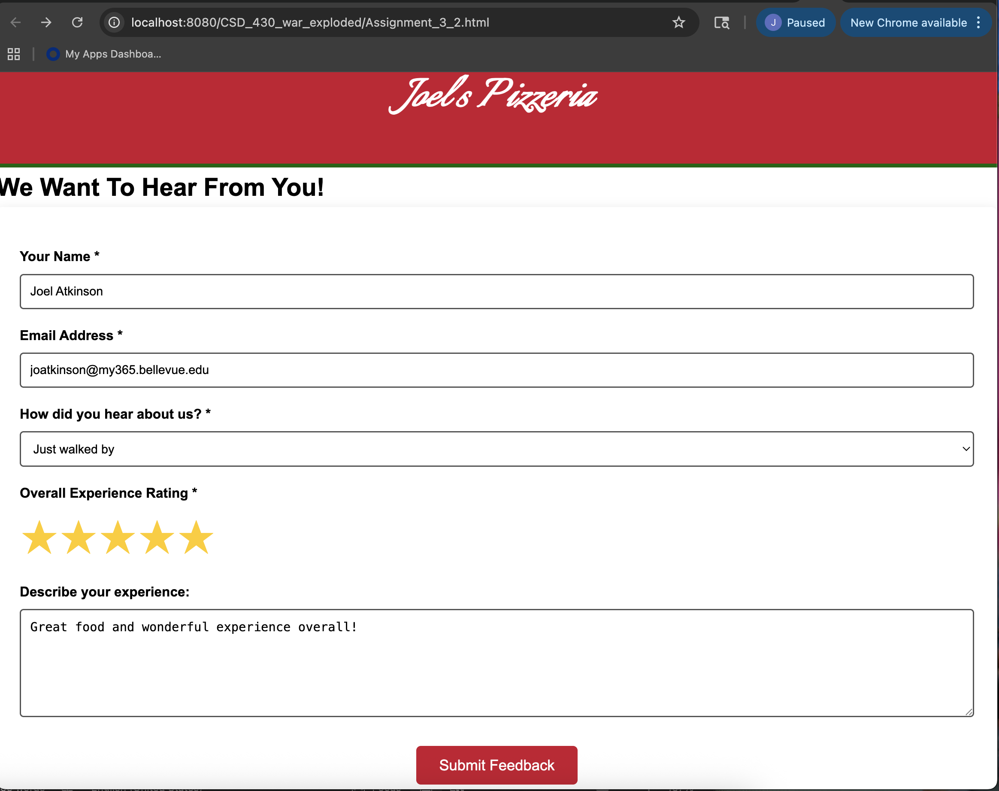 localhost:8080/CSD_430_war_exploded/Assignment_3_2.html
J Paused
New Chrome available
My Apps Dashboa...
Joel's Pizzeria
We Want To Hear From You!
Your Name *
Joel Atkinson
Email Address *
joatkinson@my365.bellevue.edu
How did you hear about us? *
Just walked by
Overall Experience Rating *
Describe your experience:
Great food and wonderful experience overall!
Submit Feedback